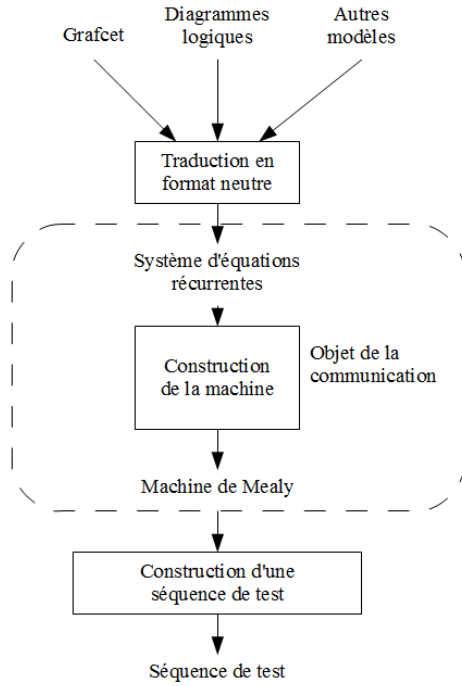 Grafcet
Diagrammes
logiques
Autres
modèles
Traduction en
format neutre
Système d'équations
récurrentes
Construction
de la machine
Objet de la
communication
Machine de Mealy
Construction d'une
séquence de test
Séquence de test